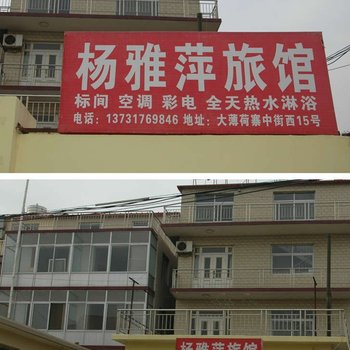 杨雅萍旅馆
标间 空调 彩电 全天热水淋浴
电话：13731769846 地址：大薄荷寨中街西15号
杨雅萍旅馆